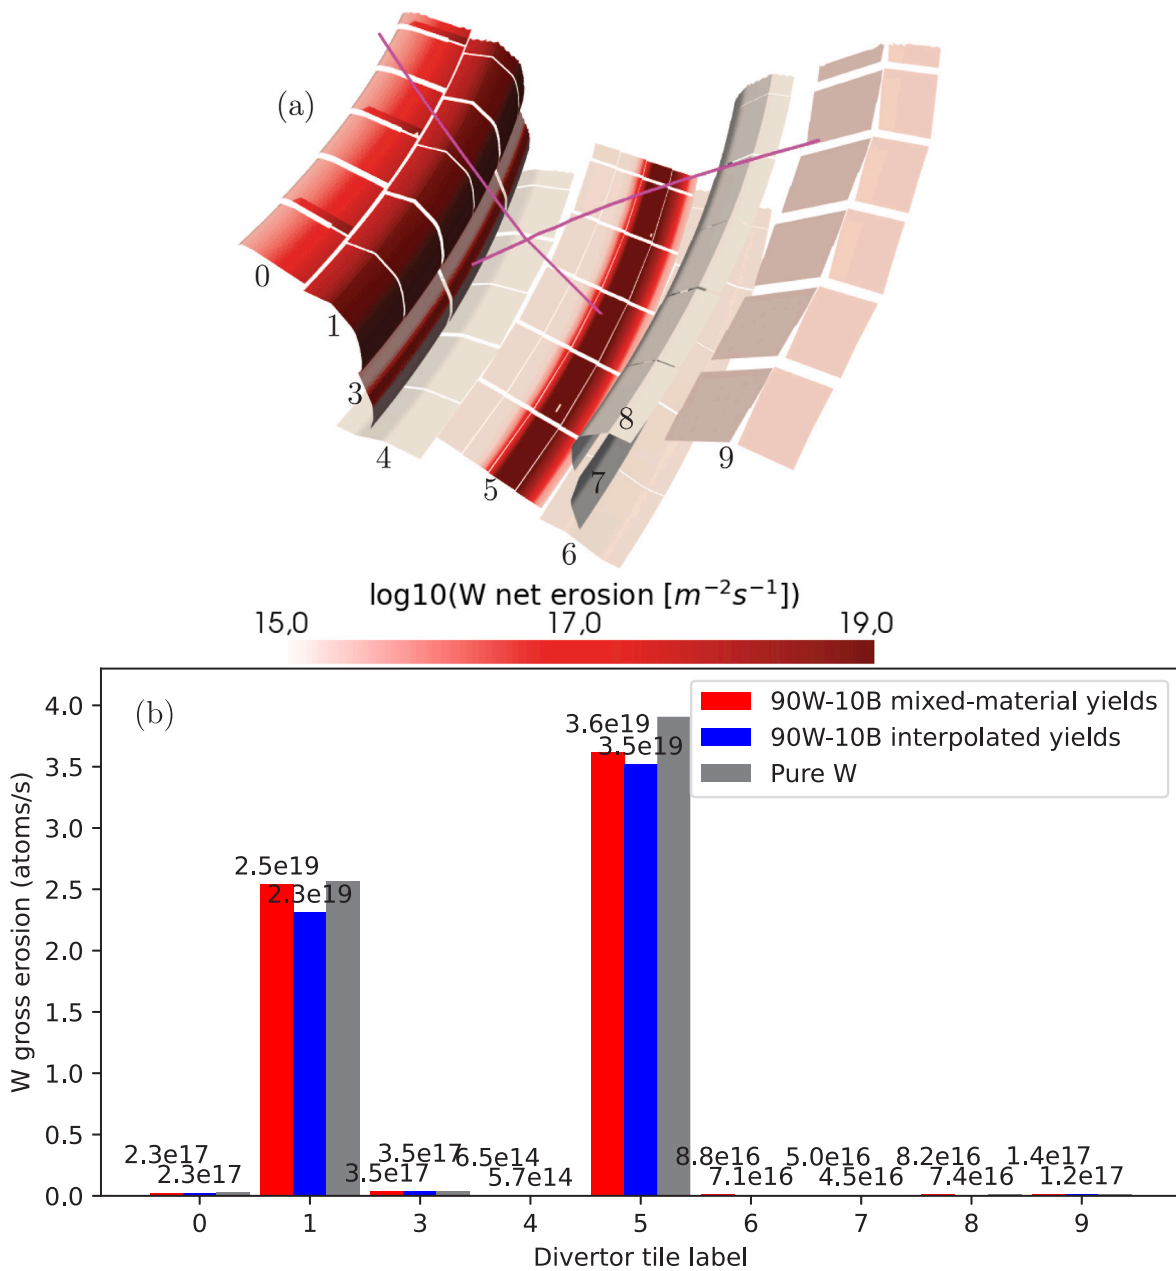 (a)
0
1
3
4
5
6
7
8
9
log10(W net erosion [m⁻²s⁻¹])
15,0 17,0 19,0
(b)
90W-10B mixed-material yields
90W-10B interpolated yields
Pure W
W gross erosion (atoms/s)
4.0
3.5
3.0
2.5
2.0
1.5
1.0
0.5
0.0
2.3e17
2.3e17
2.5e19
2.3e19
3.5e17
3.5e17
6.5e14
5.7e14
3.6e19
3.5e19
8.8e16
7.1e16
5.0e16
4.5e16
8.2e16
7.4e16
1.4e17
1.2e17
0 1 3 4 5 6 7 8 9
Divertor tile label